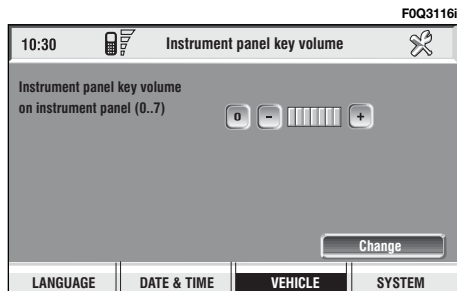 F0Q3116i
10:30 Instrument panel key volume
Instrument panel key volume
on instrument panel (0..7)
0 - +
Change
LANGUAGE DATE & TIME VEHICLE SYSTEM